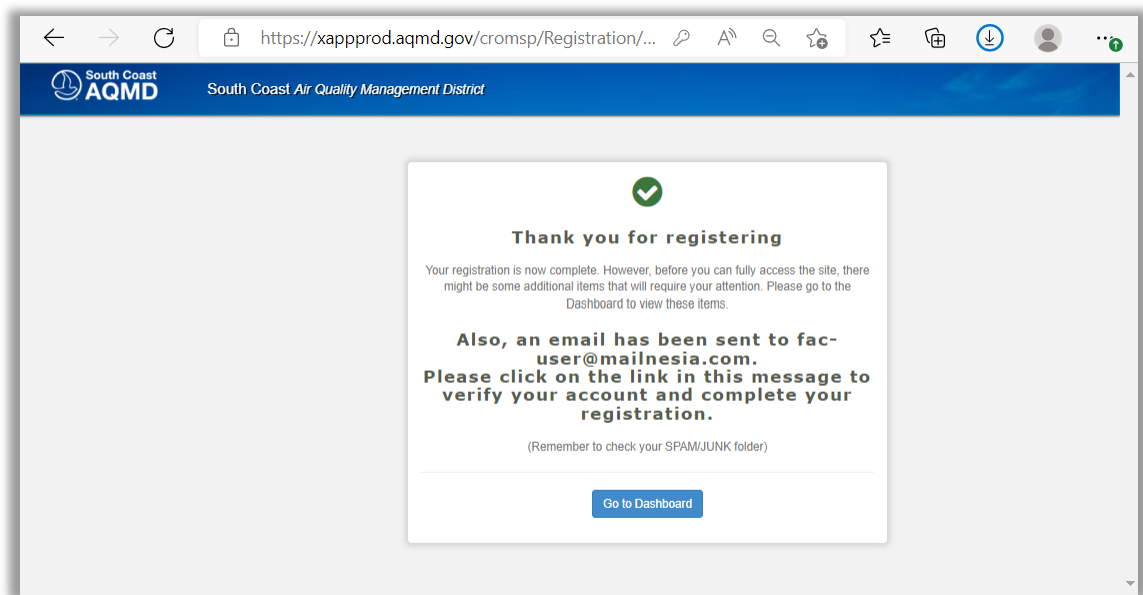 https://xappprod.aqmd.gov/cromsp/Registration/...
South Coast
AQMD
South Coast Air Quality Management District
Thank you for registering
Your registration is now complete. However, before you can fully access the site, there
might be some additional items that will require your attention. Please go to the
Dashboard to view these items.
Also, an email has been sent to fac-
user@mailnesia.com.
Please click on the link in this message to
verify your account and complete your
registration.
(Remember to check your SPAM/JUNK folder)
Go to Dashboard